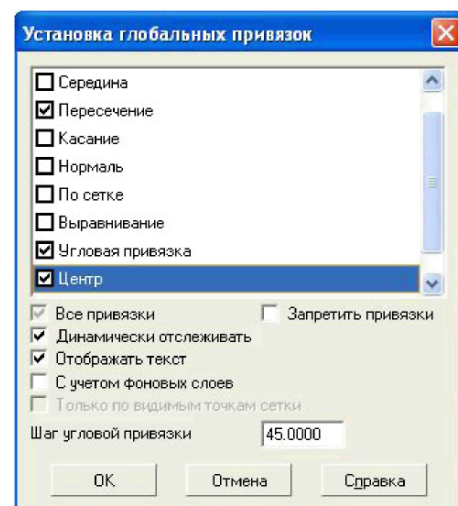 Установка глобальных привязок
Середина
Пересечение
Касание
Нормаль
По сетке
Выравнивание
Угловая привязка
Центр
Все привязки Запретить привязки
Динамически отслеживать
Отображать текст
С учетом фоновых слоев
Только по видимым точкам сетки
Шаг угловой привязки 45.0000
OK Отмена Справка